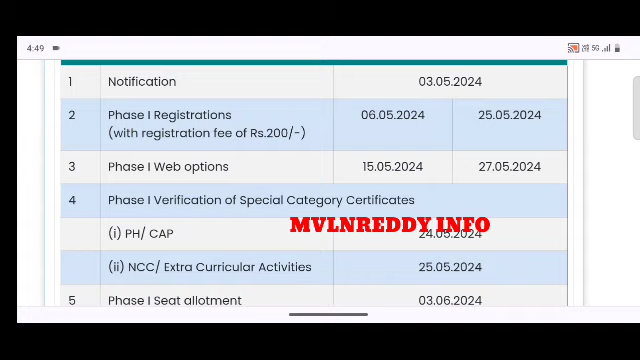 4:49
5G
1 Notification 03.05.2024
2 Phase I Registrations 06.05.2024 25.05.2024
(with registration fee of Rs.200/-)
3 Phase I Web options 15.05.2024 27.05.2024
4 Phase I Verification of Special Category Certificates
MVLNREDDY INFO
(i) PH/ CAP 24.05.2024
(ii) NCC/ Extra Curricular Activities 25.05.2024
5 Phase I Seat allotment 03.06.2024